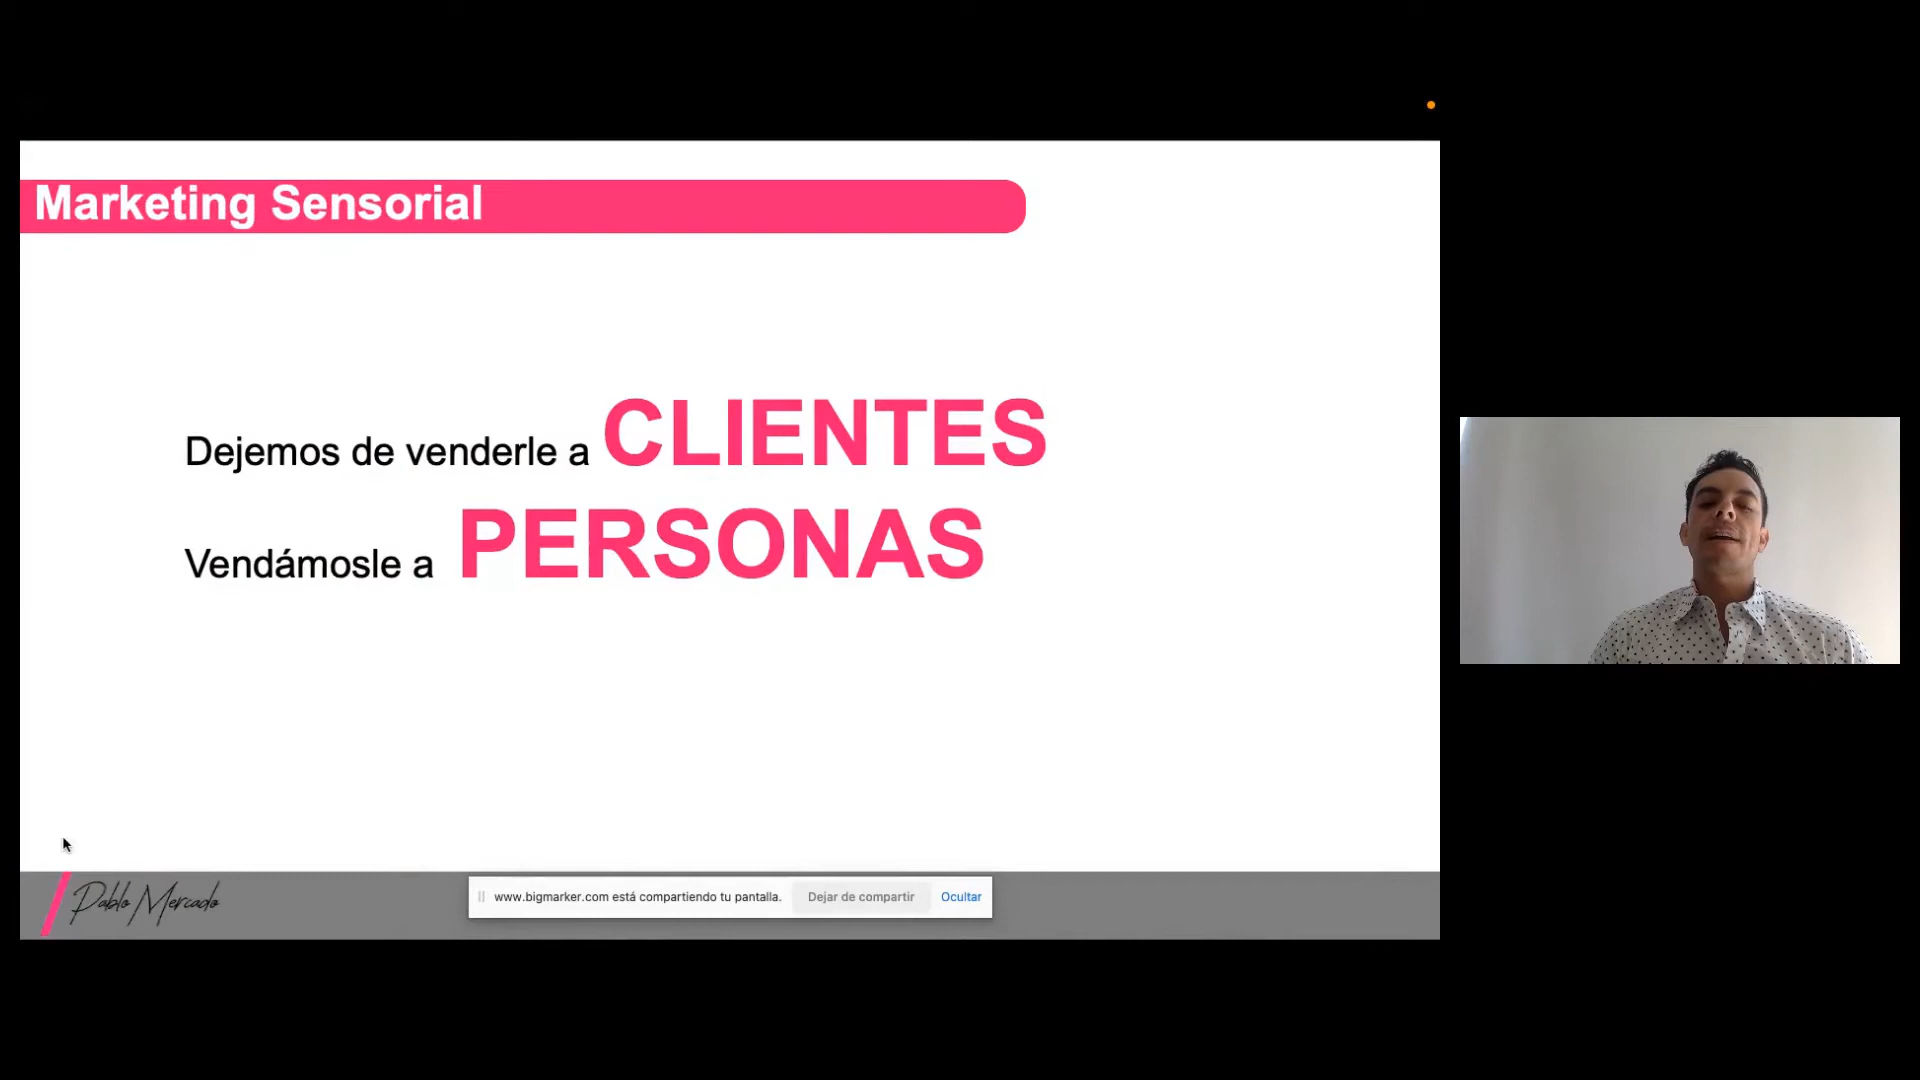 Marketing Sensorial
Dejemos de venderle a CLIENTES
Vendámosle a PERSONAS
Pablo Mercado
www.bigmarker.com está compartiendo tu pantalla. Dejar de compartir Ocultar